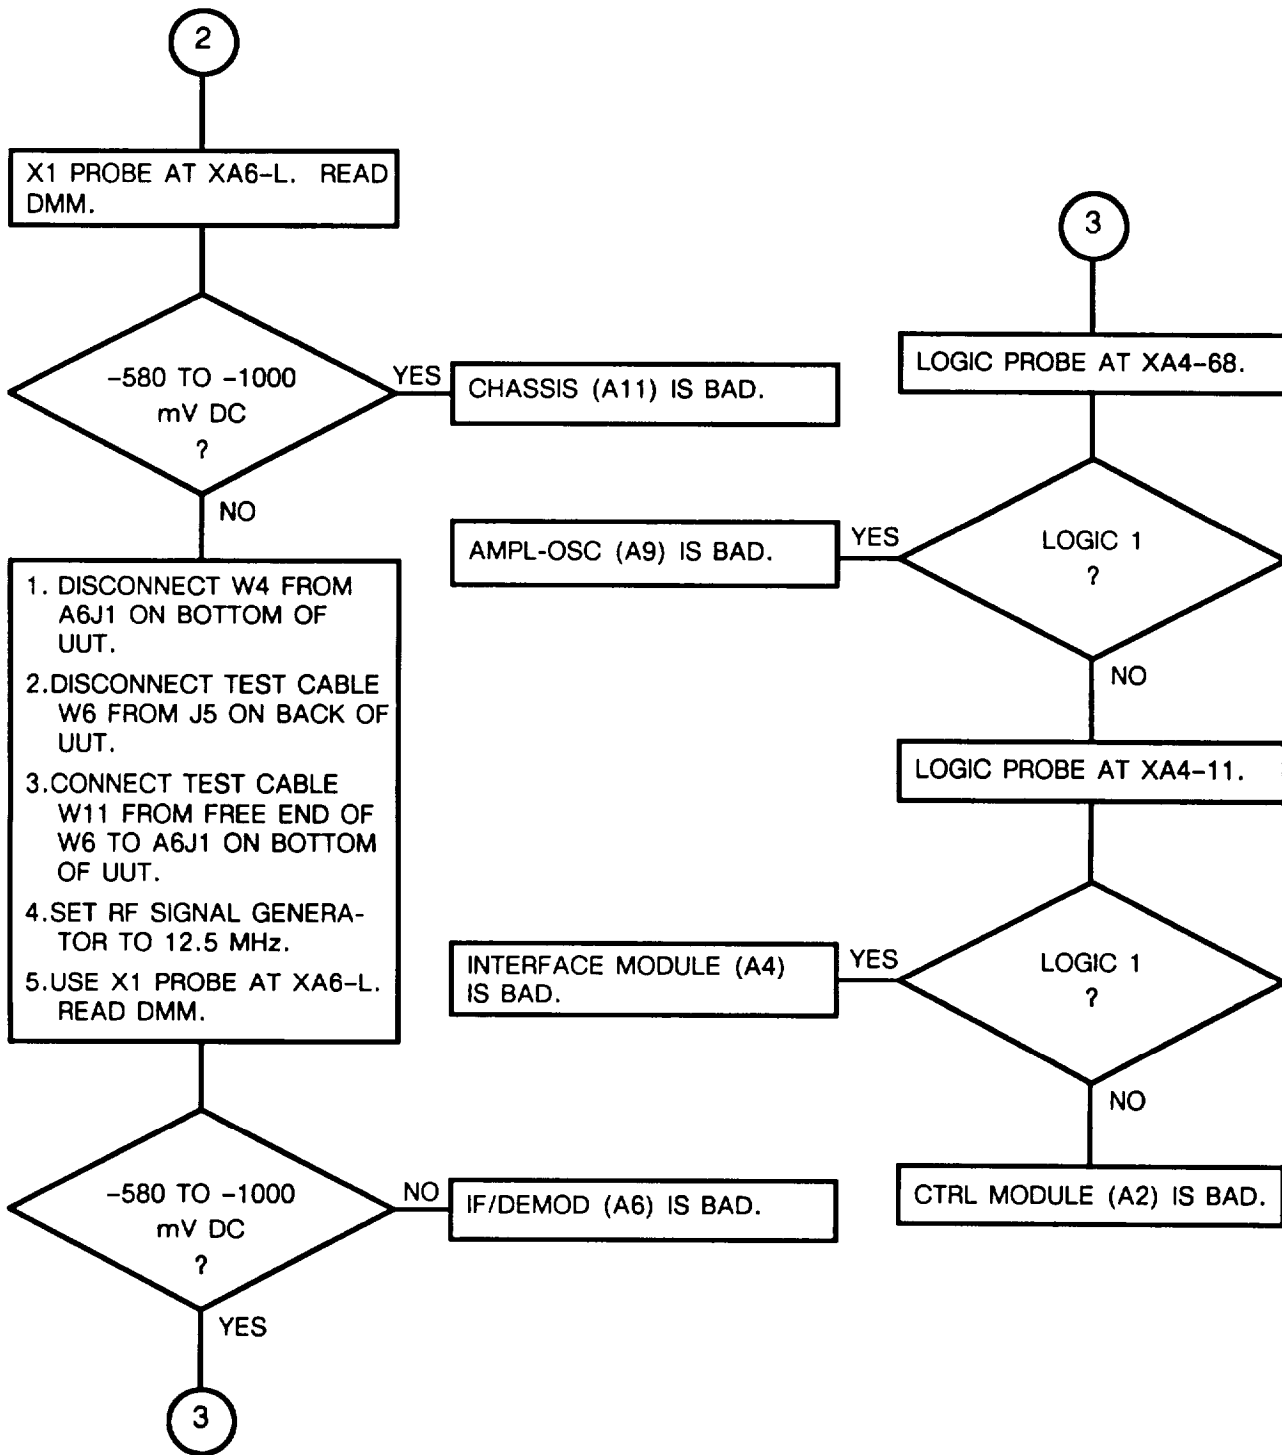 2
X1 PROBE AT XA6-L. READ
DMM.
-580 TO -1000
mV DC
?
YES
CHASSIS (A11) IS BAD.
NO
1. DISCONNECT W4 FROM
A6J1 ON BOTTOM OF
UUT.
2.DISCONNECT TEST CABLE
W6 FROM J5 ON BACK OF
UUT.
3.CONNECT TEST CABLE
W11 FROM FREE END OF
W6 TO A6J1 ON BOTTOM
OF UUT.
4.SET RF SIGNAL GENERA-
TOR TO 12.5 MHz.
5.USE X1 PROBE AT XA6-L.
READ DMM.
-580 TO -1000
mV DC
?
NO
IF/DEMOD (A6) IS BAD.
YES
3
3
LOGIC PROBE AT XA4-68.
LOGIC 1
?
YES
AMPL-OSC (A9) IS BAD.
NO
LOGIC PROBE AT XA4-11.
LOGIC 1
?
YES
INTERFACE MODULE (A4)
IS BAD.
NO
CTRL MODULE (A2) IS BAD.